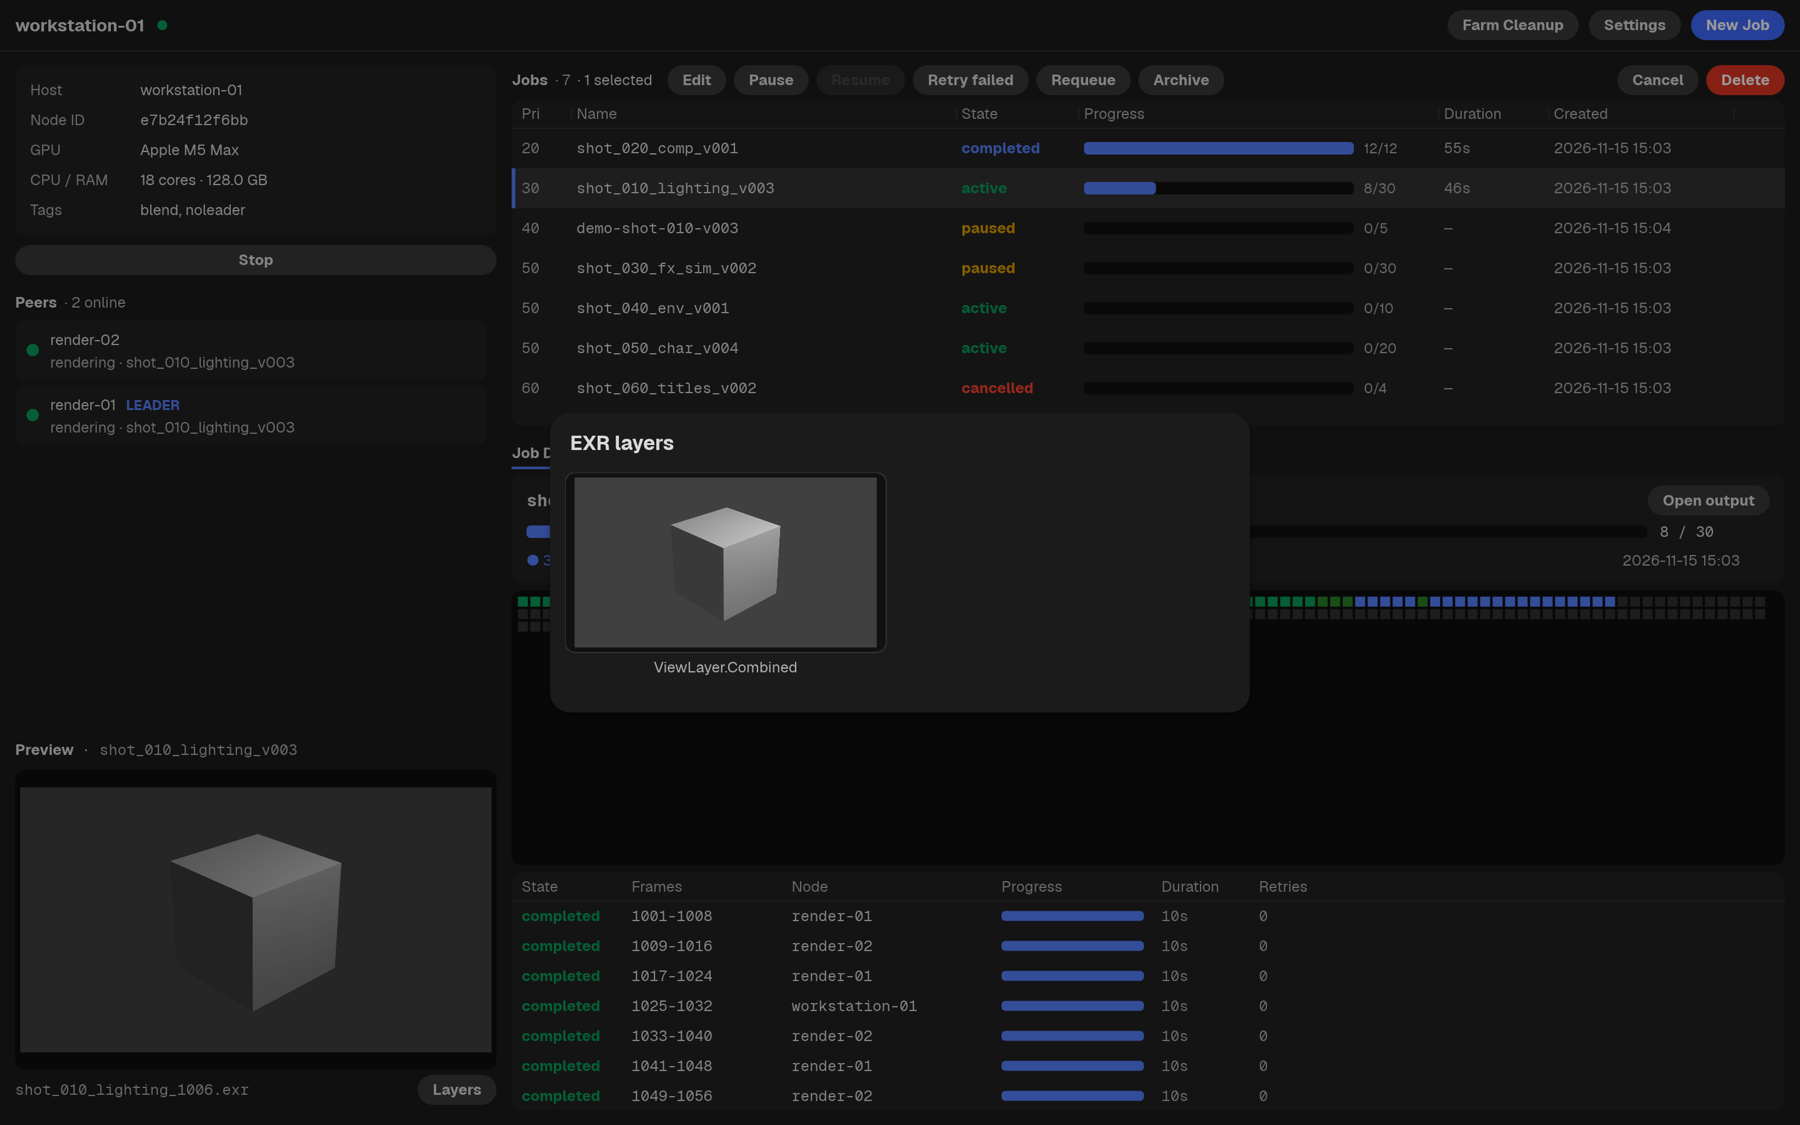 workstation-01
Farm Cleanup
Settings
New Job
Host workstation-01
Node ID e7b24f12f6bb
GPU Apple M5 Max
CPU / RAM 18 cores · 128.0 GB
Tags blend, noleader
Stop
Peers · 2 online
render-02
rendering · shot_010_lighting_v003
render-01 LEADER
rendering · shot_010_lighting_v003
Preview · shot_010_lighting_v003
shot_010_lighting_1006.exr
Layers
Jobs · 7 · 1 selected
Edit
Pause
Resume
Retry failed
Requeue
Archive
Cancel
Delete
Pri Name State Progress Duration Created
20 shot_020_comp_v001 completed 12/12 55s 2026-11-15 15:03
30 shot_010_lighting_v003 active 8/30 46s 2026-11-15 15:03
40 demo-shot-010-v003 paused 0/5 — 2026-11-15 15:04
50 shot_030_fx_sim_v002 paused 0/30 — 2026-11-15 15:03
50 shot_040_env_v001 active 0/10 — 2026-11-15 15:03
50 shot_050_char_v004 active 0/20 — 2026-11-15 15:03
60 shot_060_titles_v002 cancelled 0/4 — 2026-11-15 15:03
EXR layers
ViewLayer.Combined
Job
Open output
8 / 30
2026-11-15 15:03
State Frames Node Progress Duration Retries
completed 1001-1008 render-01 10s 0
completed 1009-1016 render-02 10s 0
completed 1017-1024 render-01 10s 0
completed 1025-1032 workstation-01 10s 0
completed 1033-1040 render-02 10s 0
completed 1041-1048 render-01 10s 0
completed 1049-1056 render-02 10s 0